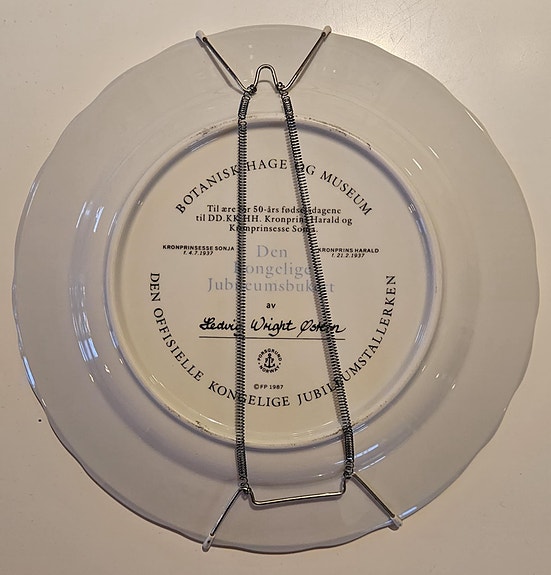 BOTANISK HAGE OG MUSEUM
Til ære for 50-års fødselsdagene
til DD.KK.HH. Kronprins Harald og
Kronprinsesse Sonja.
KRONPRINSESSE SONJA
f. 4.7.1937
KRONPRINS HARALD
f. 21.2.1937
Den
Kongelige
Jubileumsbukett
av
Hedvig Wright Østern
PORSGRUND
NORWAY
© FP 1987
DEN OFFISIELLE KONGELIGE JUBILEUMSTALLERKEN